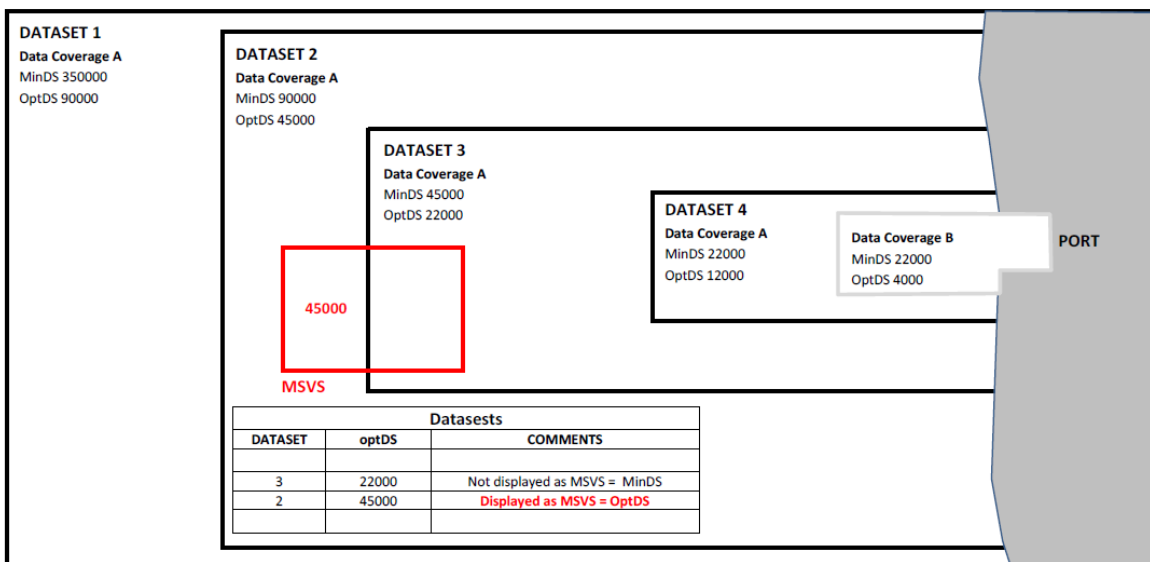 DATASET 1
Data Coverage A
MinDS 350000
OptDS 90000
DATASET 2
Data Coverage A
MinDS 90000
OptDS 45000
DATASET 3
Data Coverage A
MinDS 45000
OptDS 22000
DATASET 4
Data Coverage A
MinDS 22000
OptDS 12000
Data Coverage B
MinDS 22000
OptDS 4000
PORT
45000
MSVS
Datasests
DATASET optDS COMMENTS
3 22000 Not displayed as MSVS = MinDS
2 45000 Displayed as MSVS = OptDS